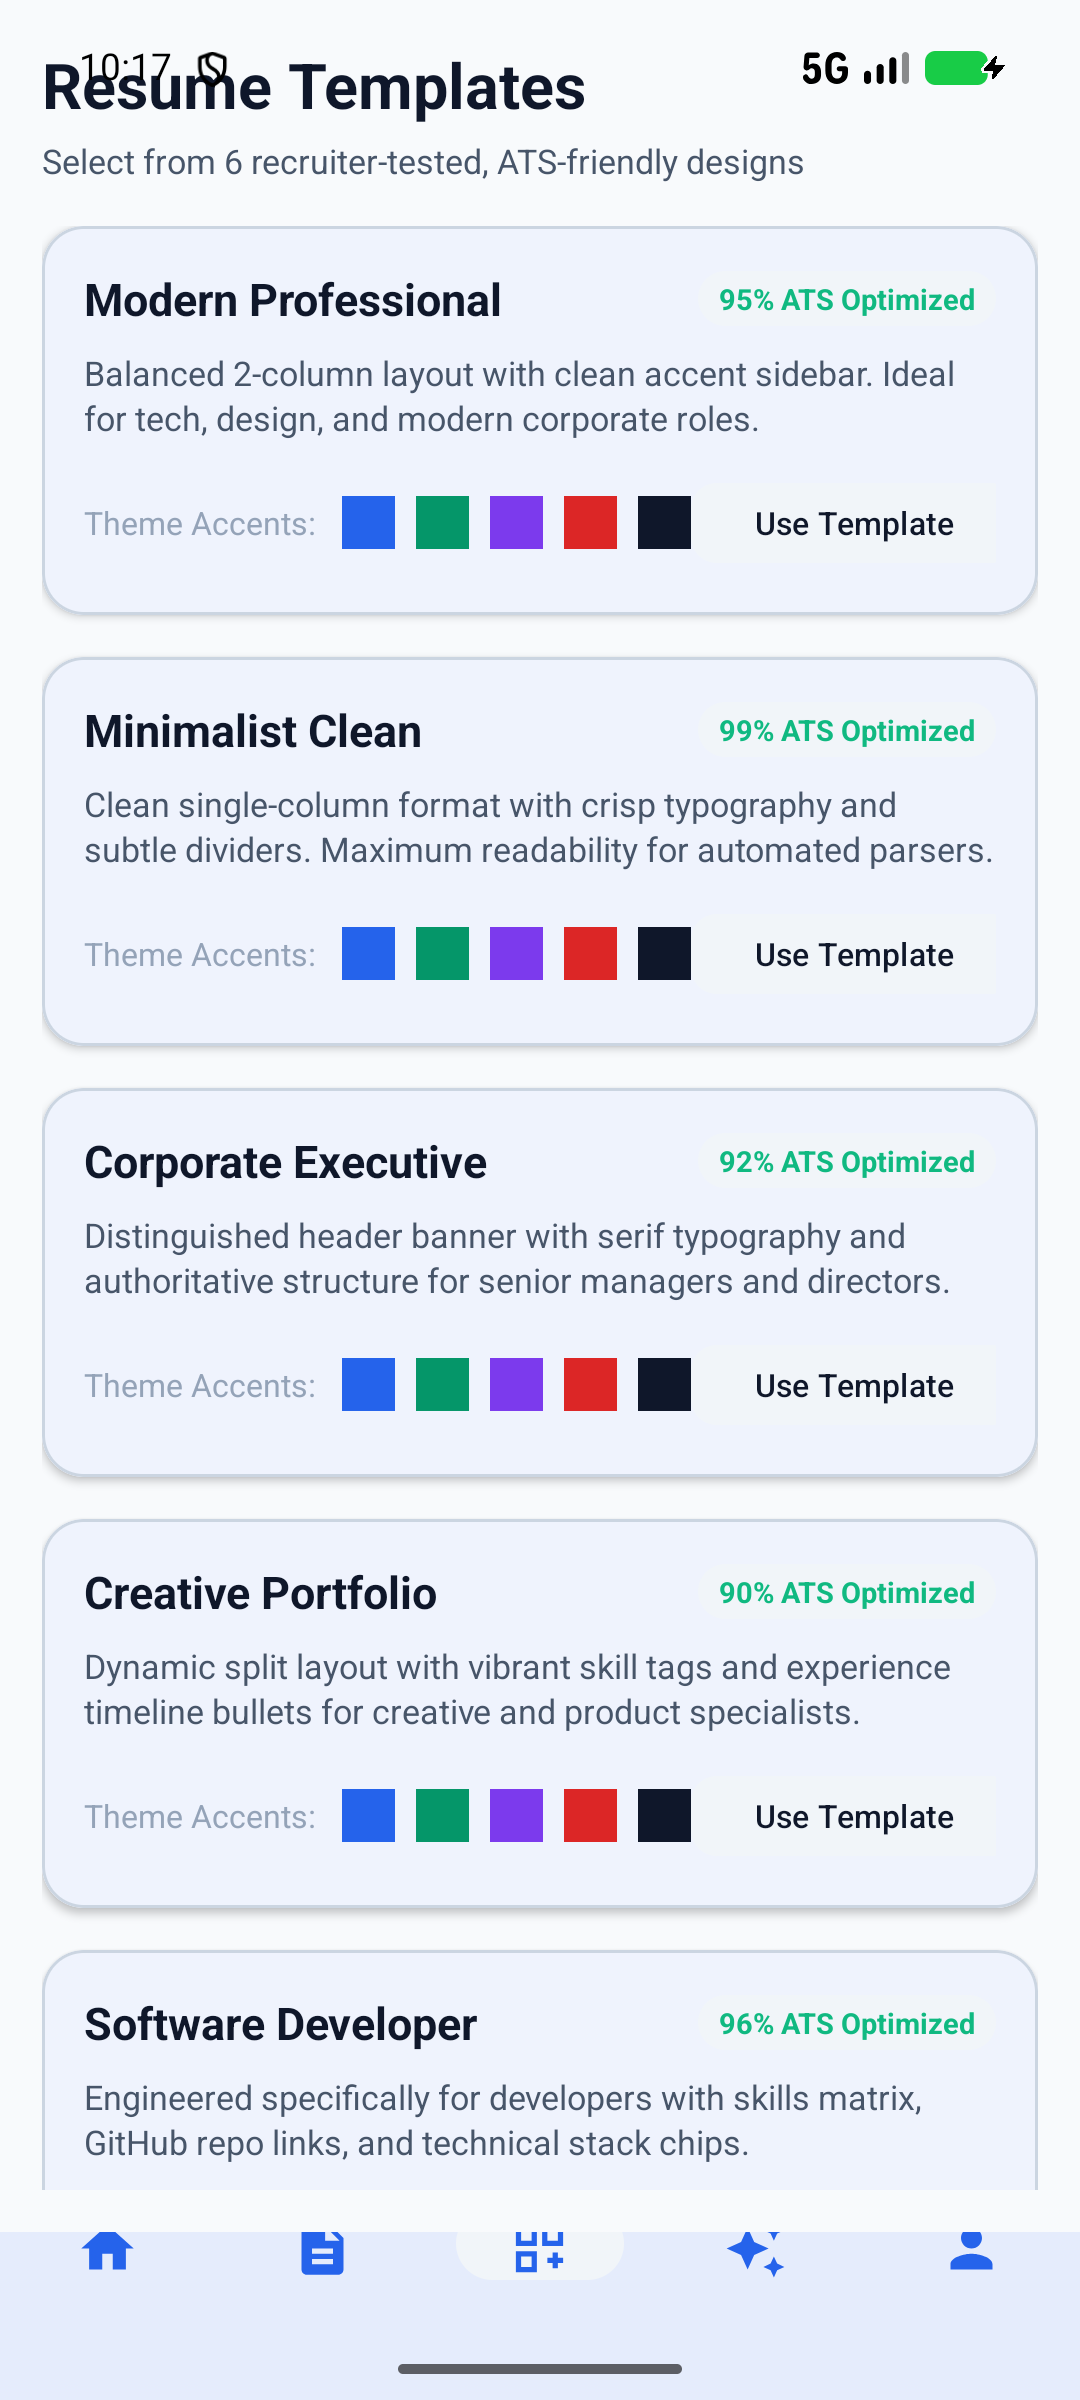 10:17
5G
Resume Templates
Select from 6 recruiter-tested, ATS-friendly designs
Modern Professional
95% ATS Optimized
Balanced 2-column layout with clean accent sidebar. Ideal
for tech, design, and modern corporate roles.
Theme Accents:
Use Template
Minimalist Clean
99% ATS Optimized
Clean single-column format with crisp typography and
subtle dividers. Maximum readability for automated parsers.
Theme Accents:
Use Template
Corporate Executive
92% ATS Optimized
Distinguished header banner with serif typography and
authoritative structure for senior managers and directors.
Theme Accents:
Use Template
Creative Portfolio
90% ATS Optimized
Dynamic split layout with vibrant skill tags and experience
timeline bullets for creative and product specialists.
Theme Accents:
Use Template
Software Developer
96% ATS Optimized
Engineered specifically for developers with skills matrix,
GitHub repo links, and technical stack chips.